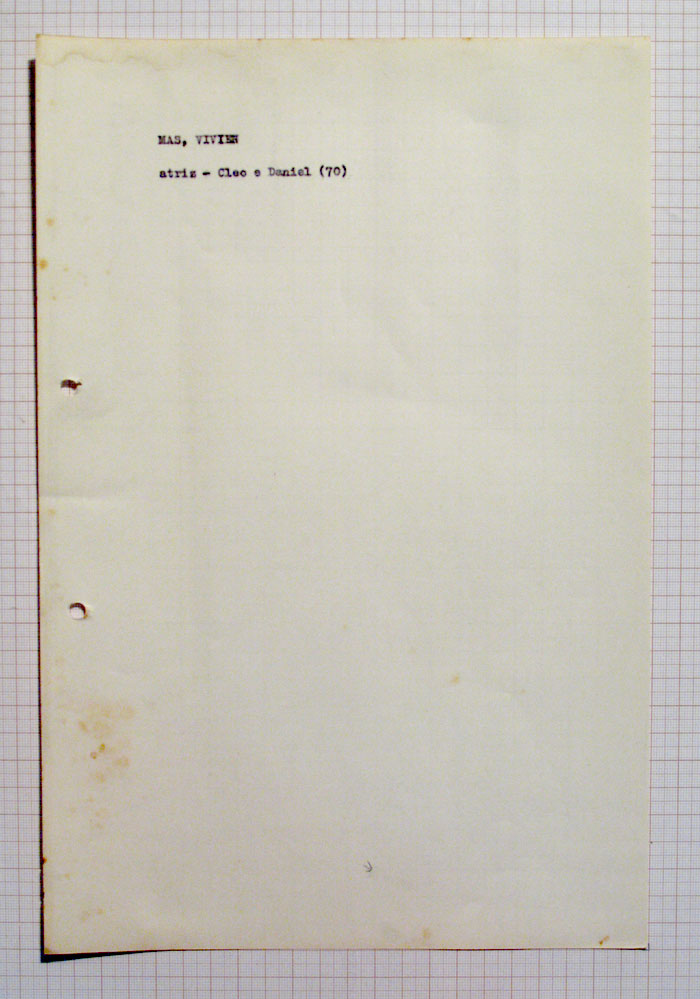 MAS, VIVIEN
atriz - Cleo e Daniel (70)